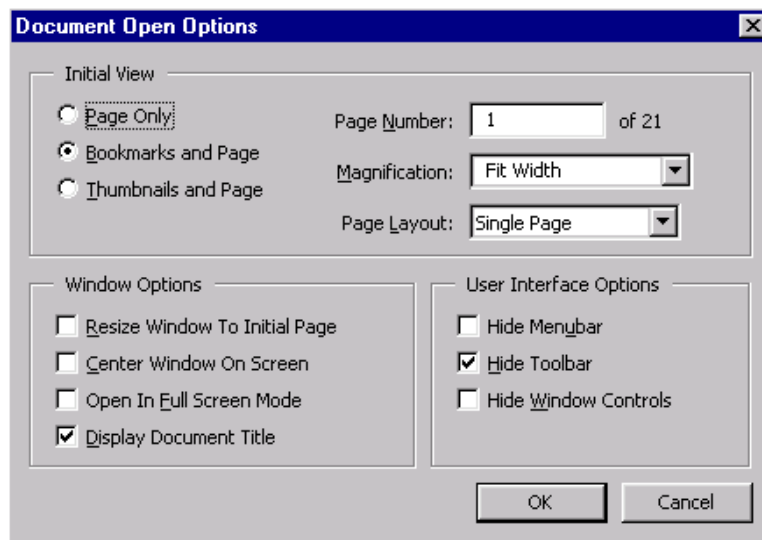 Document Open Options
Initial View
Page Only
Bookmarks and Page
Thumbnails and Page
Page Number: 1 of 21
Magnification: Fit Width
Page Layout: Single Page
Window Options
Resize Window To Initial Page
Center Window On Screen
Open In Full Screen Mode
Display Document Title
User Interface Options
Hide Menubar
Hide Toolbar
Hide Window Controls
OK Cancel